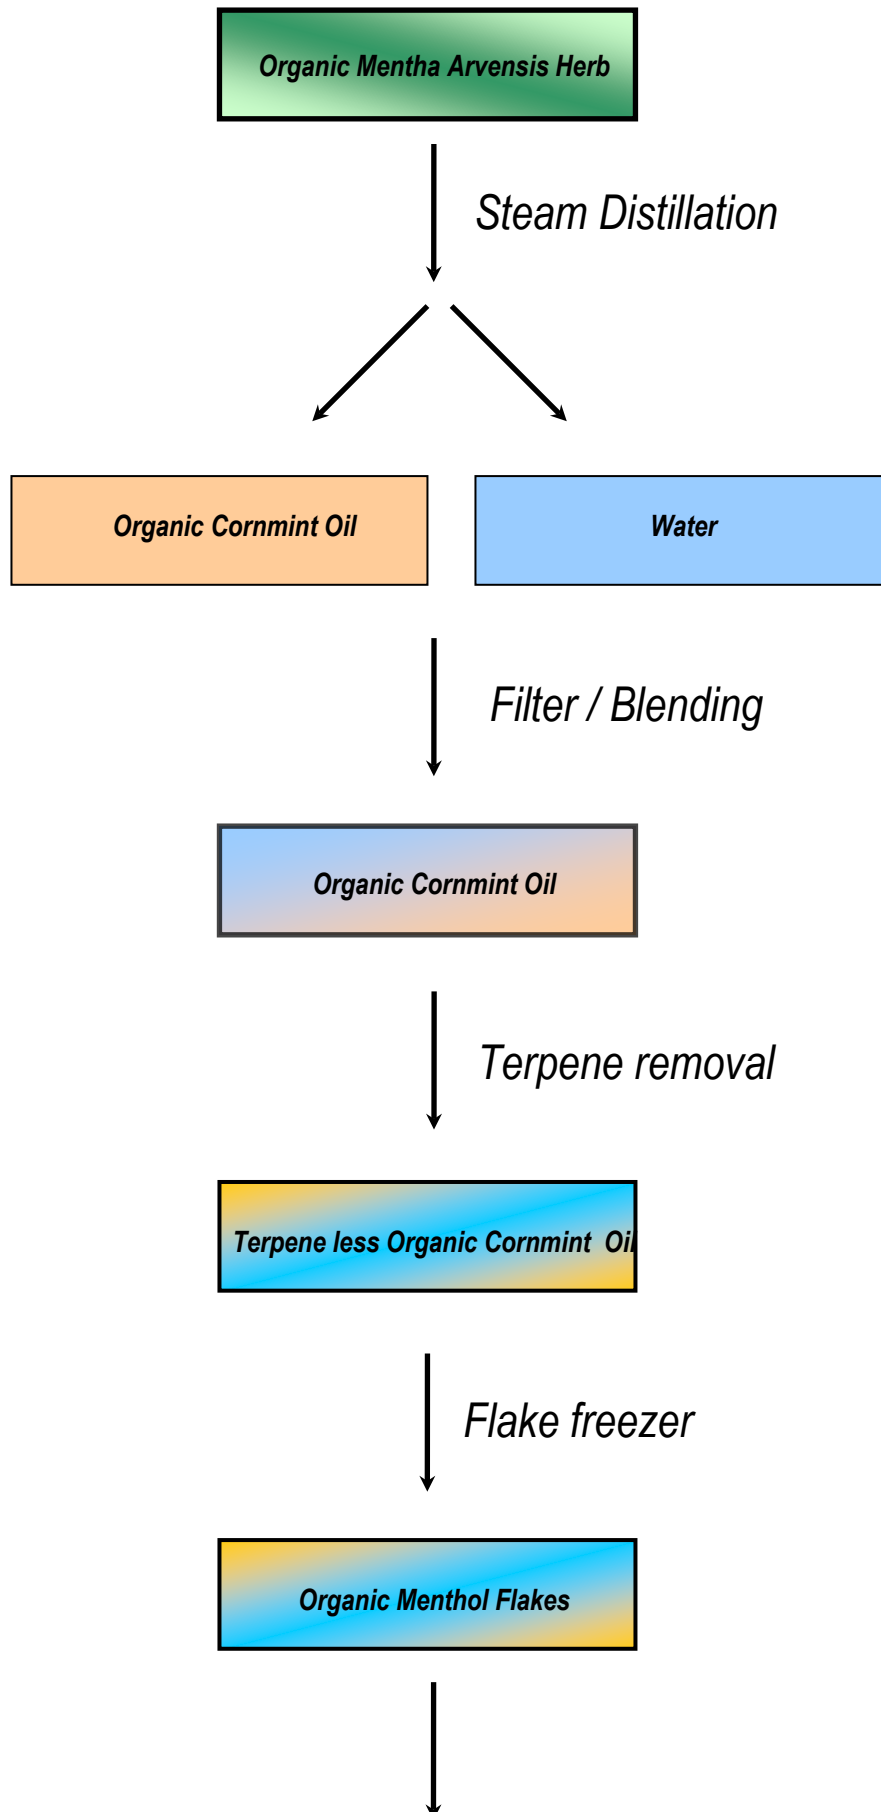 Organic Mentha Arvensis Herb
Steam Distillation
Organic Cornmint Oil
Water
Filter / Blending
Organic Cornmint Oil
Terpene removal
Terpene less Organic Cornmint  Oil
Flake freezer
Organic Menthol Flakes